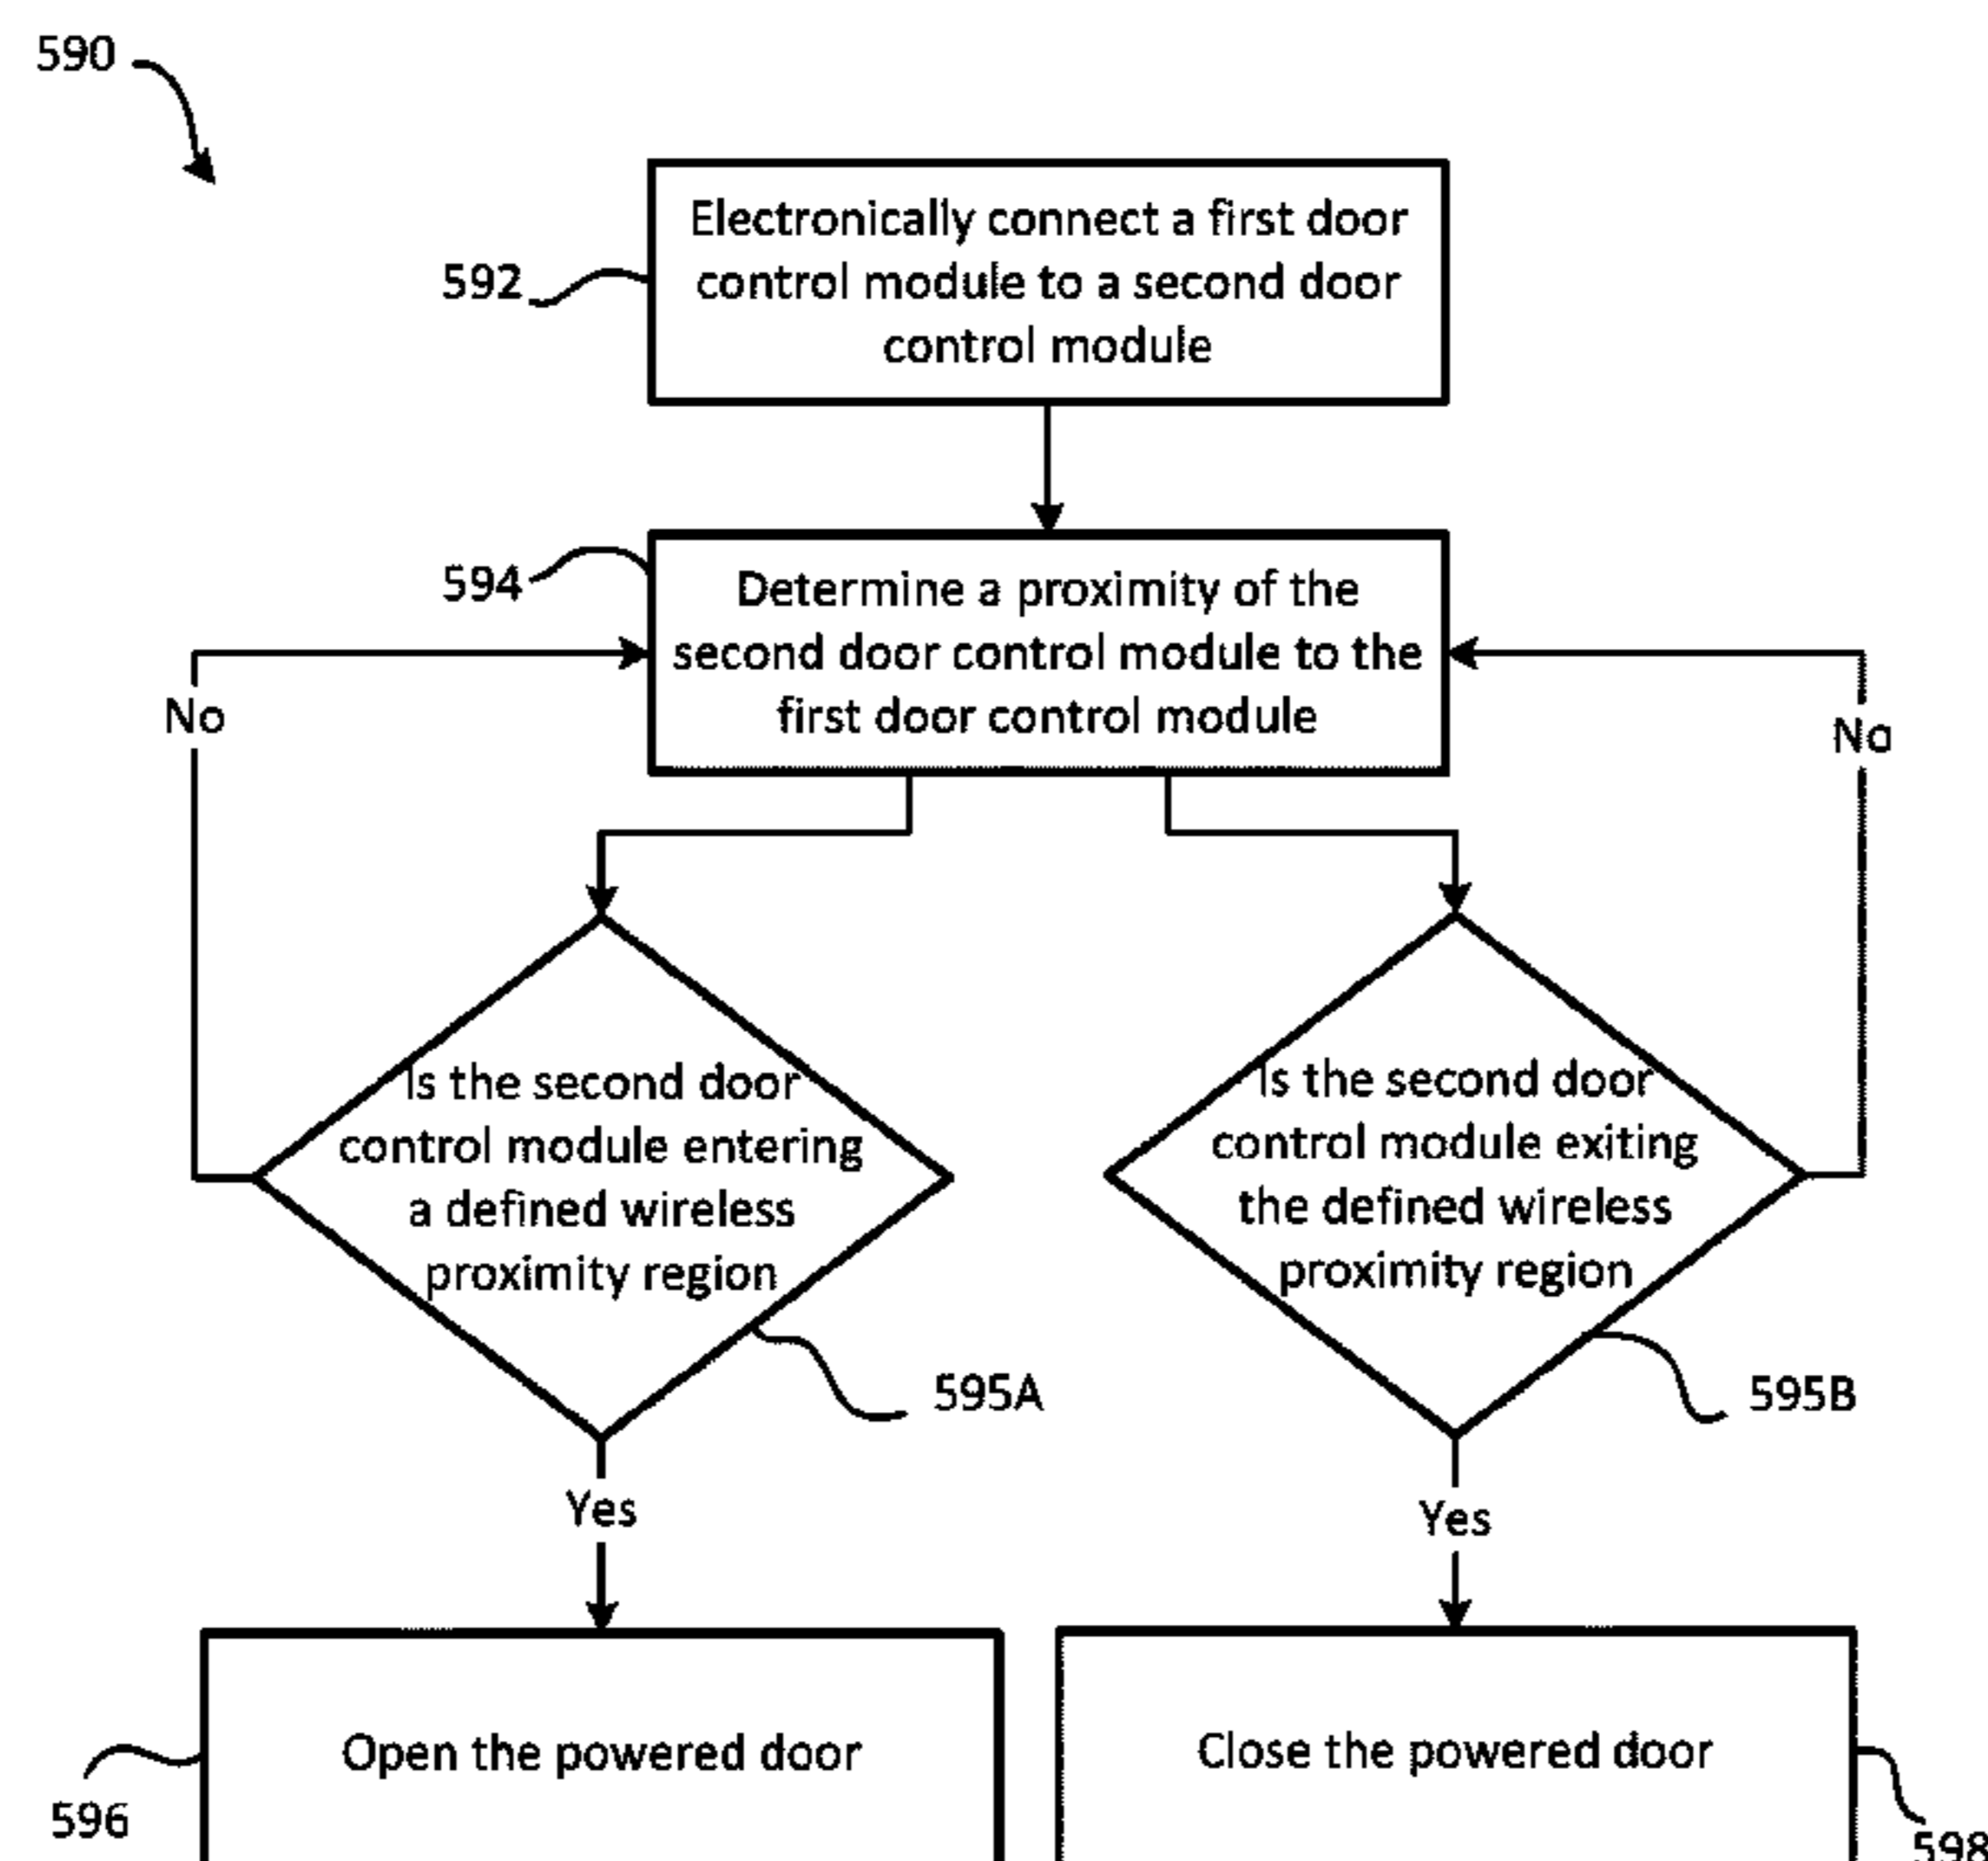 590
Electronically connect a first door
control module to a second door
control module
592
594
Determine a proximity of the
second door control module to the
first door control module
No
No
Is the second door
control module entering
a defined wireless
proximity region
Is the second door
control module exiting
the defined wireless
proximity region
595A
595B
Yes
Yes
Open the powered door
Close the powered door
596
598